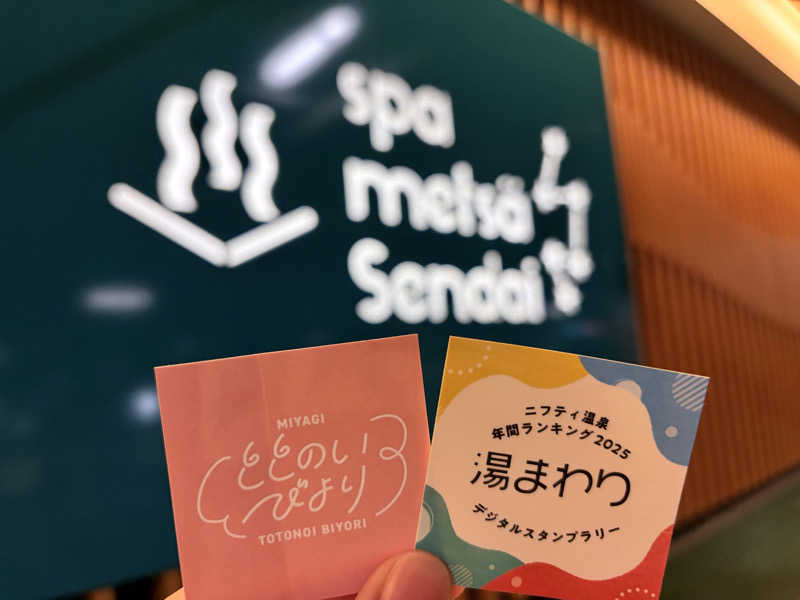 spa
metsä
Sendai
MIYAGI
ととのい
びより
TOTONOI BIYORI
ニフティ温泉
年間ランキング2025
湯まわり
デジタルスタンプラリー